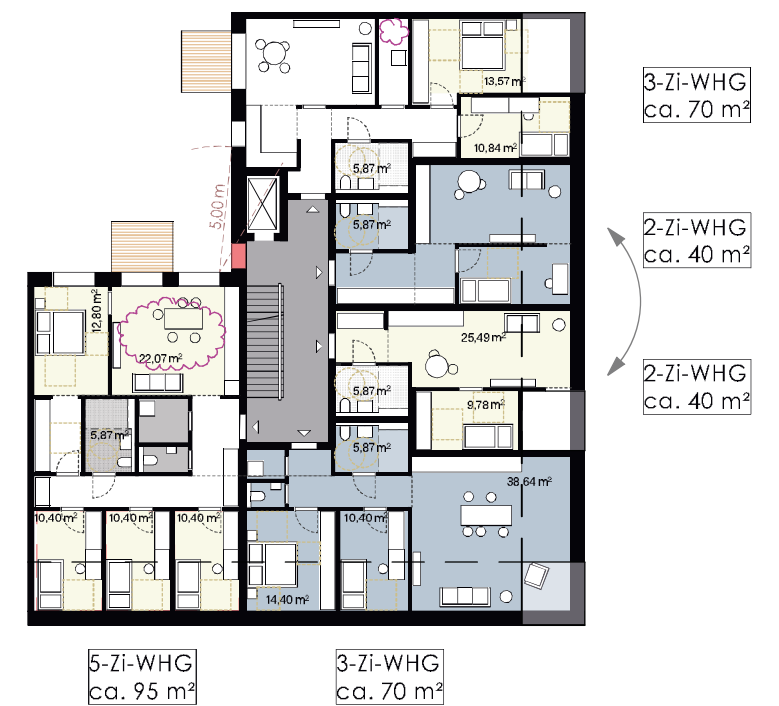 13,57 m²
3-Zi-WHG
ca. 70 m²
10,84 m²
5,87 m²
5,00 m
5,87 m²
2-Zi-WHG
ca. 40 m²
12,80 m²
22,07 m²
25,49 m²
5,87 m²
2-Zi-WHG
ca. 40 m²
9,78 m²
5,87 m²
5,87 m²
38,64 m²
10,40 m²
10,40 m²
10,40 m²
10,40 m²
14,40 m²
5-Zi-WHG
ca. 95 m²
3-Zi-WHG
ca. 70 m²